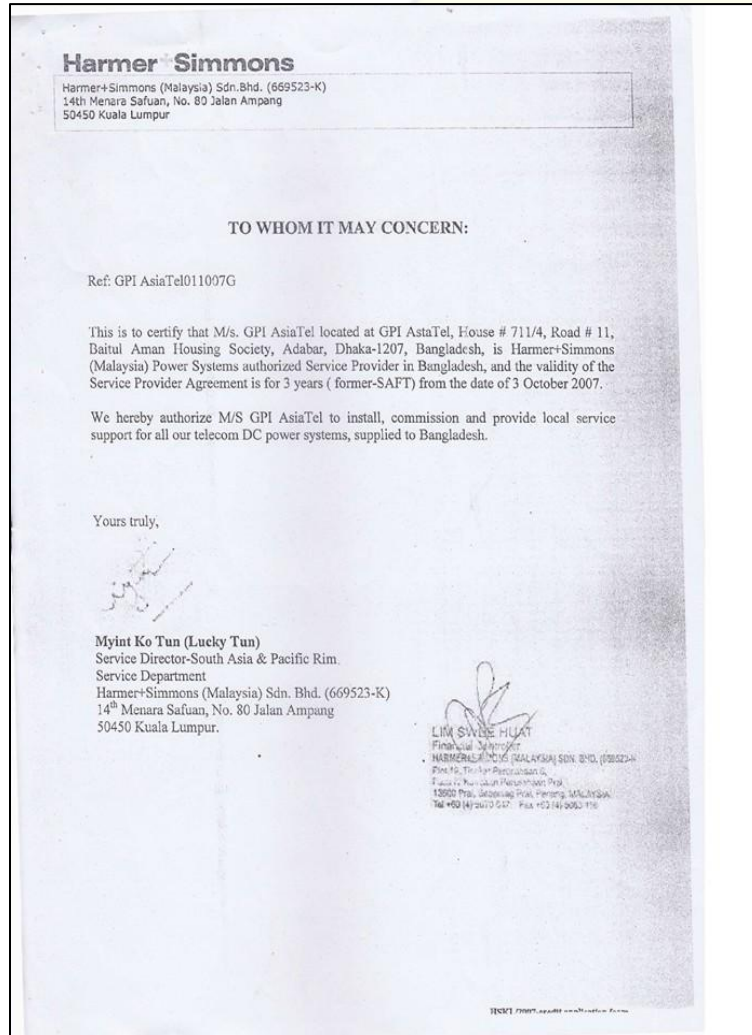 Harmer Simmons
Harmer+Simmons (Malaysia) Sdn.Bhd. (669523-K)
14th Menara Safuan, No. 80 Jalan Ampang
50450 Kuala Lumpur
TO WHOM IT MAY CONCERN:
Ref: GPI AsiaTel011007G
This is to certify that M/s. GPI AsiaTel located at GPI AstaTel, House # 711/4, Road # 11,
Baitul Aman Housing Society, Adabar, Dhaka-1207, Bangladesh, is Harmer+Simmons
(Malaysia) Power Systems authorized Service Provider in Bangladesh, and the validity of the
Service Provider Agreement is for 3 years ( former-SAFT) from the date of 3 October 2007.
We hereby authorize M/S GPI AsiaTel to install, commission and provide local service
support for all our telecom DC power systems, supplied to Bangladesh.
Yours truly,
Myint Ko Tun (Lucky Tun)
Service Director-South Asia & Pacific Rim
Service Department
Harmer+Simmons (Malaysia) Sdn. Bhd. (669523-K)
14th Menara Safuan, No. 80 Jalan Ampang
50450 Kuala Lumpur.
LIM SWEE HUAT
Financial Controller
(MALAYSIA) SDN. BHD.
Penang, MALAYSIA